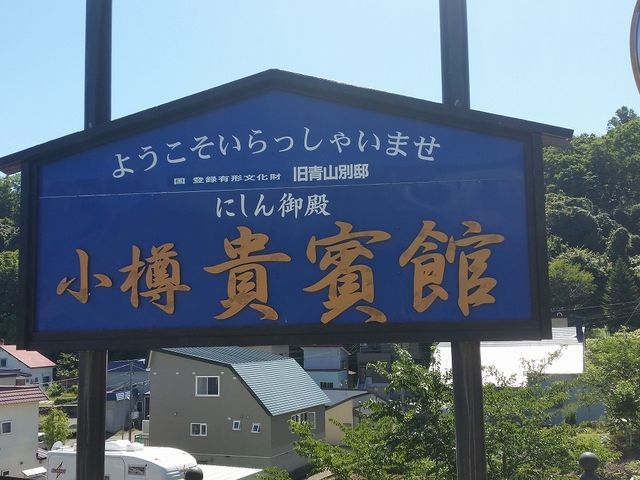 ようこそいらっしゃいませ
国 登録有形文化財 旧青山別邸
にしん御殿
小樽貴賓館